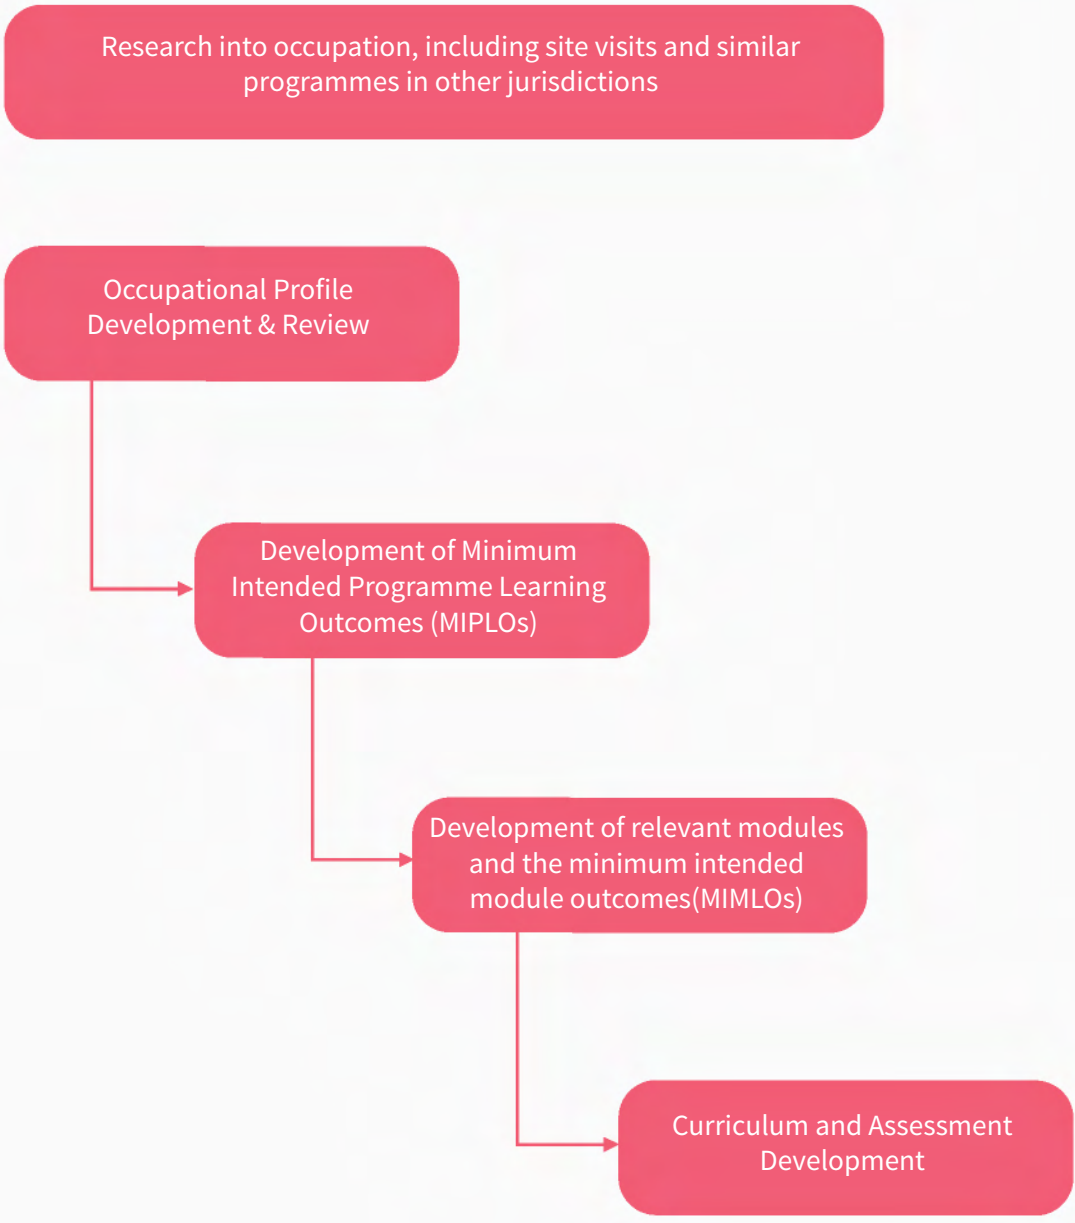 Research into occupation, including site visits and similar
programmes in other jurisdictions
Occupational Profile
Development & Review
Development of Minimum
Intended Programme Learning
Outcomes (MIPLOs)
Development of relevant modules
and the minimum intended
module outcomes(MIMLOs)
Curriculum and Assessment
Development